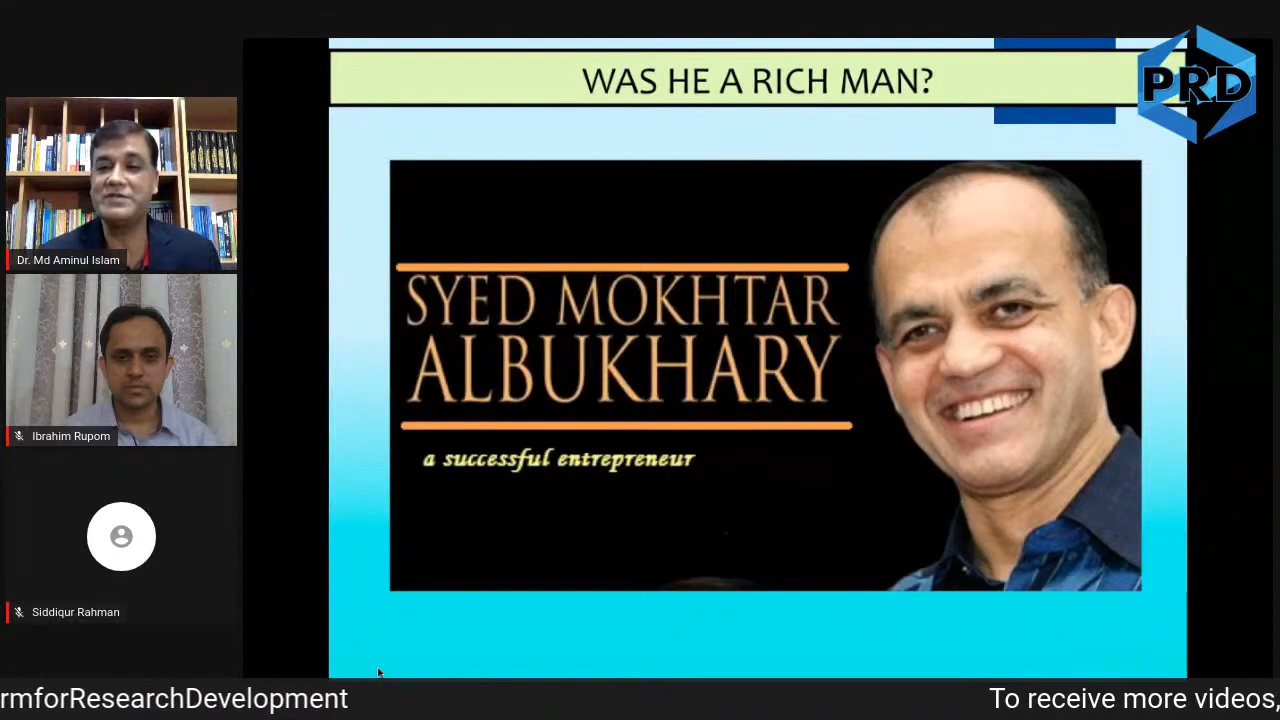 WAS HE A RICH MAN?
PRD
Dr. Md Aminul Islam
SYED MOKHTAR
ALBUKHARY
a successful entrepreneur
Ibrahim Rupom
Siddiqur Rahman
rmforResearchDevelopment
To receive more videos,